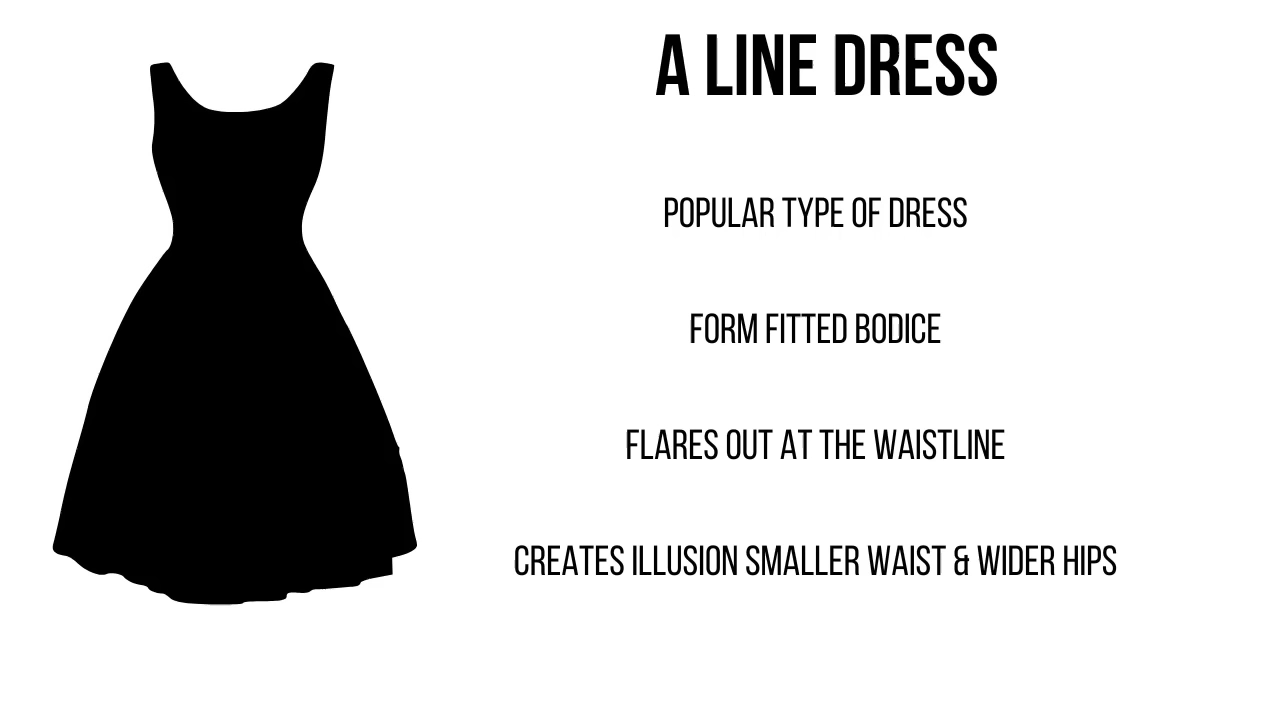 A LINE DRESS
POPULAR TYPE OF DRESS
FORM FITTED BODICE
FLARES OUT AT THE WAISTLINE
CREATES ILLUSION SMALLER WAIST & WIDER HIPS